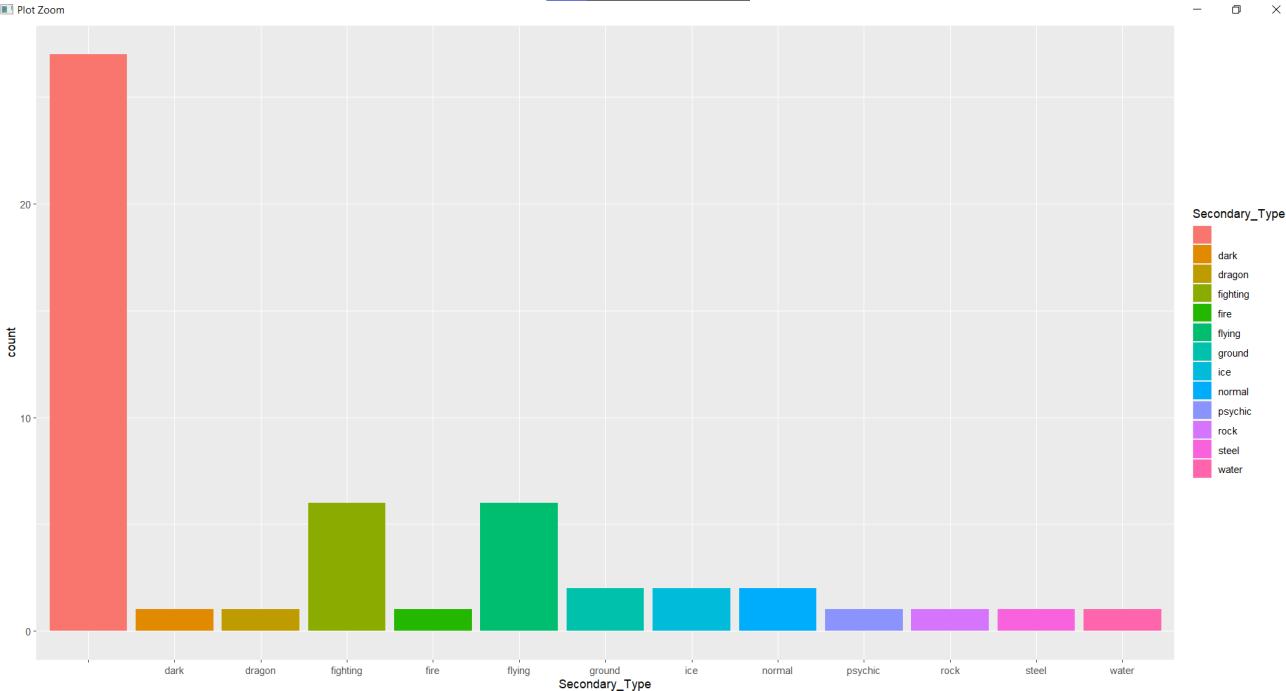 Plot Zoom
count
20
10
0
dark dragon fighting fire flying ground ice normal psychic rock steel water
Secondary_Type
Secondary_Type
dark
dragon
fighting
fire
flying
ground
ice
normal
psychic
rock
steel
water